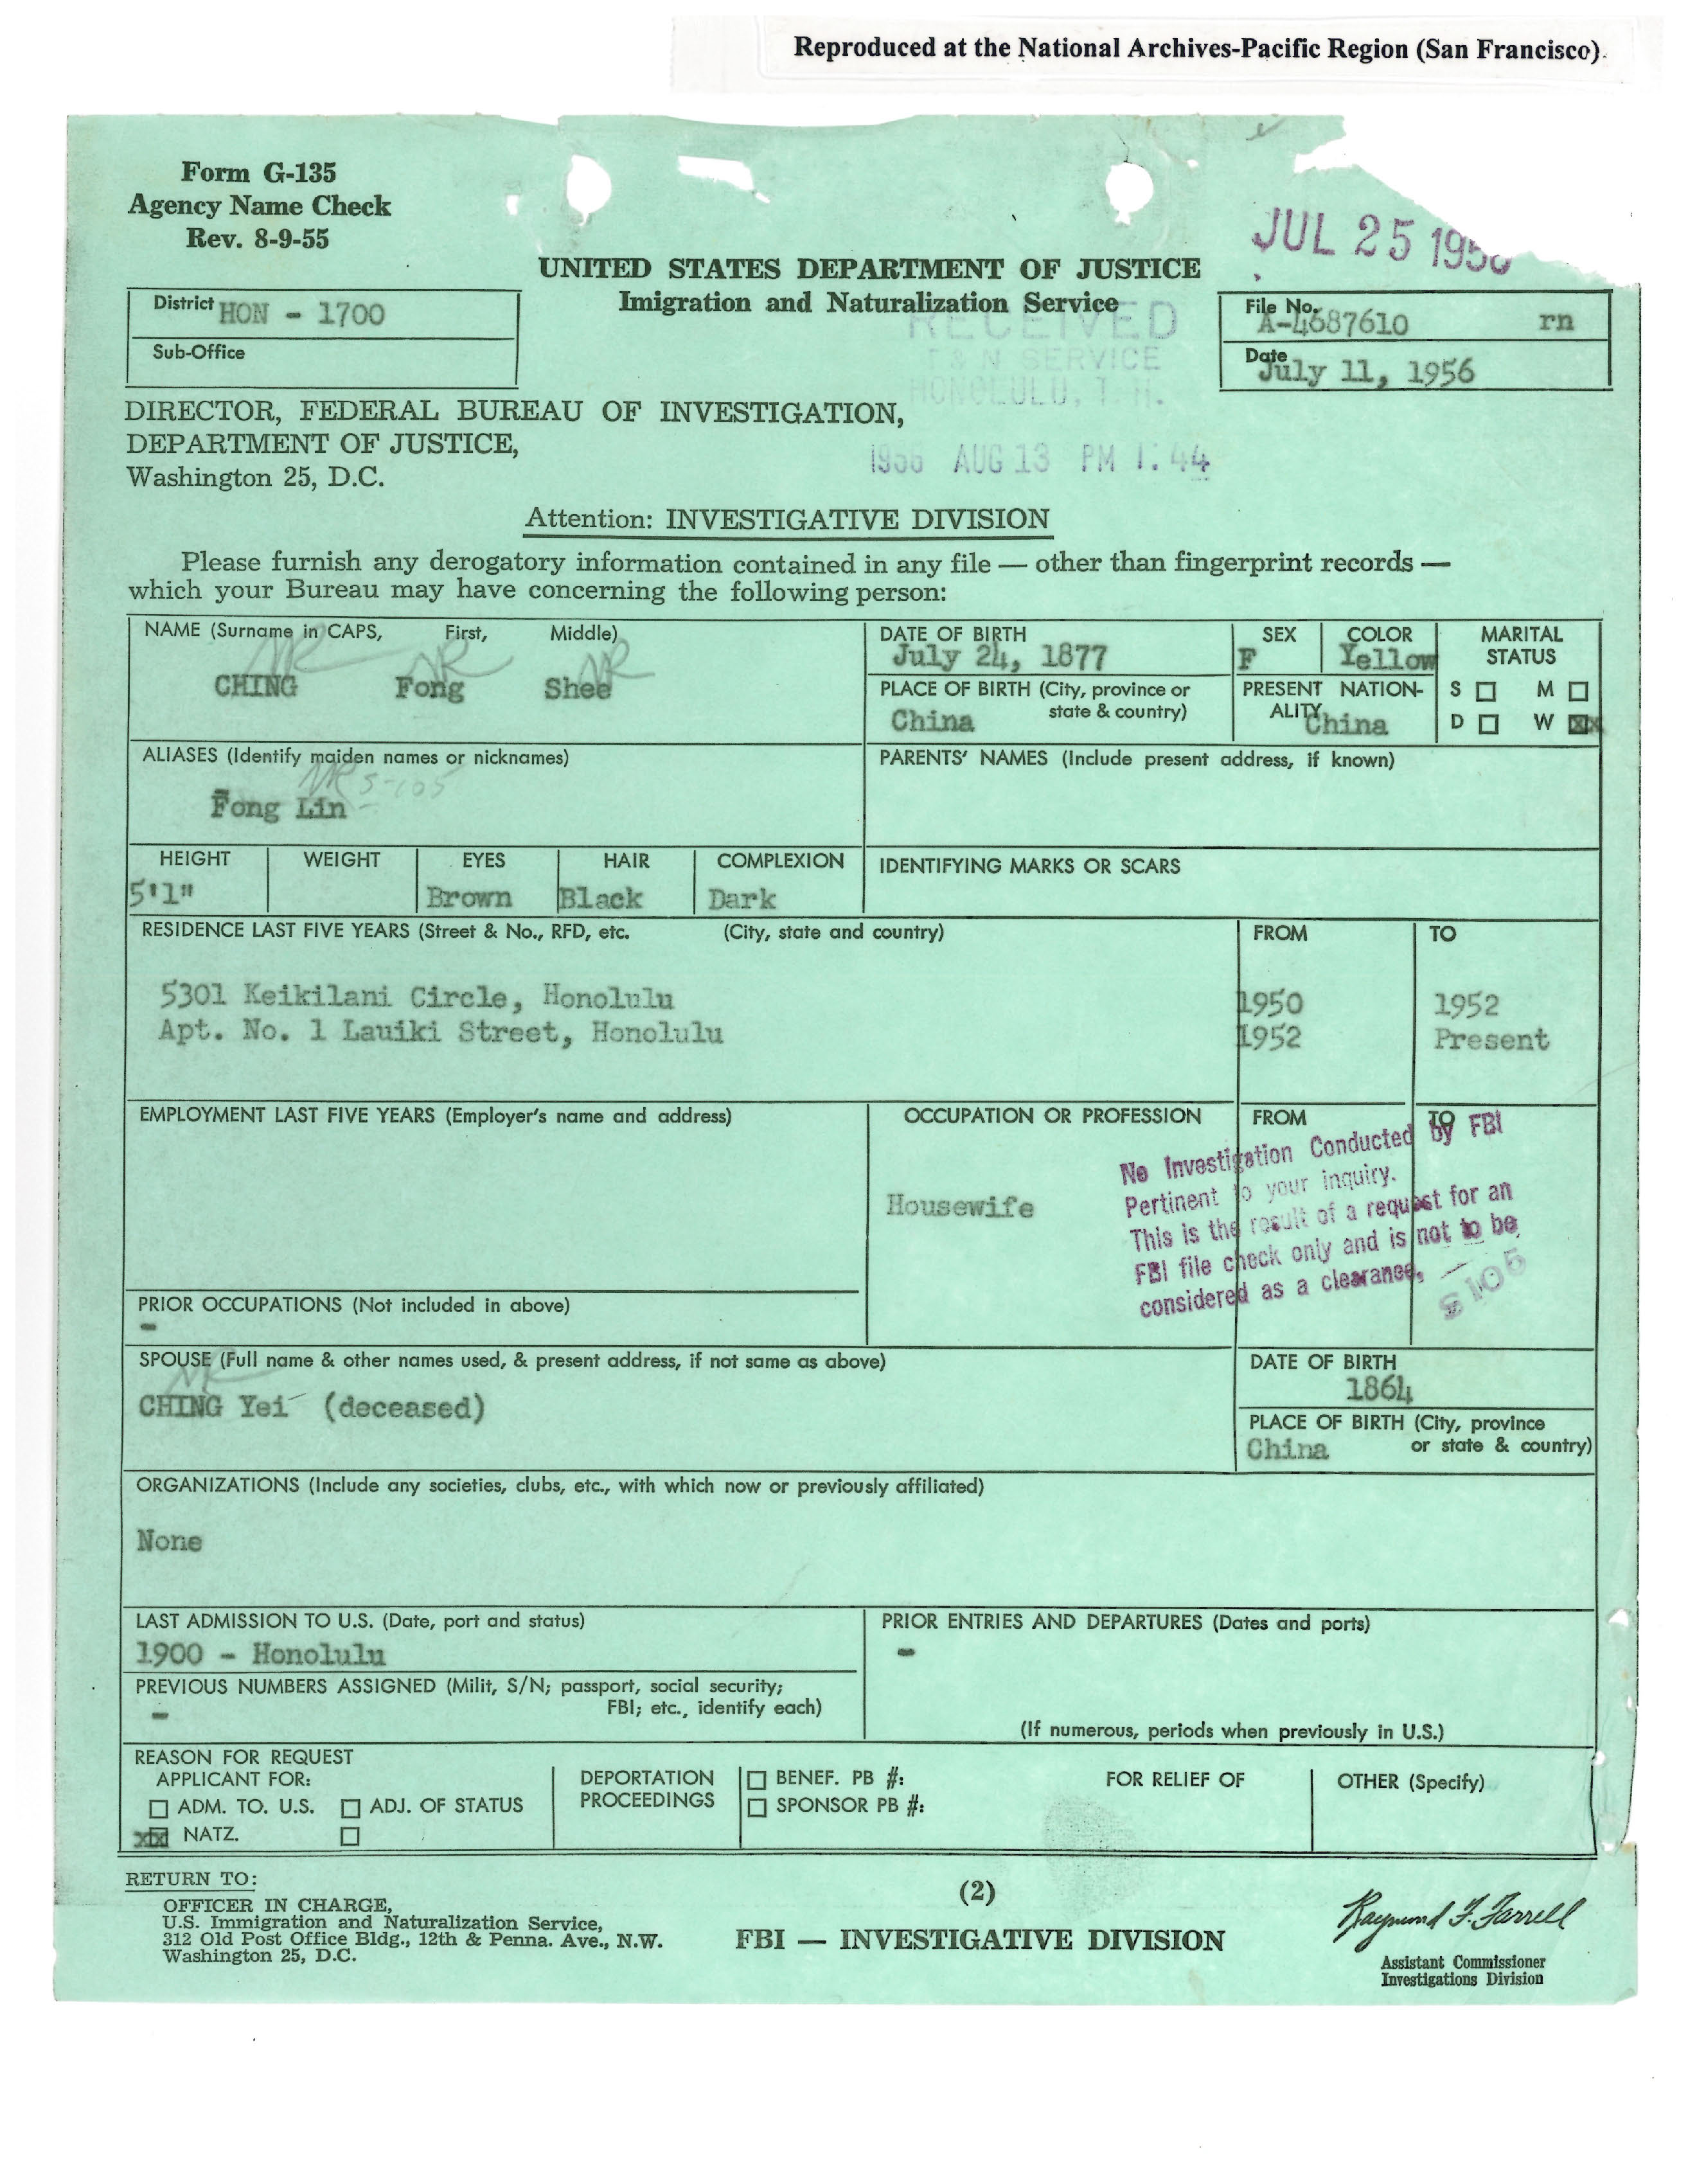 Reproduced at the National Archives-Pacific Region (San Francisco).
Form G-135
Agency Name Check
Rev. 8-9-55
JUL 25 1956
UNITED STATES DEPARTMENT OF JUSTICE
Imigration and Naturalization Service
District HON - 1700
Sub-Office
File No. A-4687610 rn
Date July 11, 1956
RECEIVED
I & N SERVICE
HONOLULU, T. H.
1956 AUG 13 PM 1:44
DIRECTOR, FEDERAL BUREAU OF INVESTIGATION,
DEPARTMENT OF JUSTICE,
Washington 25, D.C.
Attention: INVESTIGATIVE DIVISION
Please furnish any derogatory information contained in any file — other than fingerprint records —
which your Bureau may have concerning the following person:
NAME (Surname in CAPS, First, Middle)
NR NR NR
CHING Fong Shee
DATE OF BIRTH
July 24, 1877
SEX
F
COLOR
Yellow
MARITAL
STATUS
S M
D W
PLACE OF BIRTH (City, province or
state & country)
China
PRESENT NATION-
ALITY China
ALIASES (Identify maiden names or nicknames)
NR S-105
Fong Lin
PARENTS' NAMES (Include present address, if known)
HEIGHT WEIGHT EYES HAIR COMPLEXION
5'1" Brown Black Dark
IDENTIFYING MARKS OR SCARS
RESIDENCE LAST FIVE YEARS (Street & No., RFD, etc. (City, state and country) FROM TO
5301 Keikilani Circle, Honolulu 1950 1952
Apt. No. 1 Lauiki Street, Honolulu 1952 Present
EMPLOYMENT LAST FIVE YEARS (Employer's name and address)
OCCUPATION OR PROFESSION FROM TO
Housewife
No Investigation Conducted by FBI
Pertinent to your inquiry.
This is the result of a request for an
FBI file check only and is not to be
considered as a clearance.
S105
PRIOR OCCUPATIONS (Not included in above)
-
SPOUSE (Full name & other names used, & present address, if not same as above)
NR
CHING Yei (deceased)
DATE OF BIRTH
1864
PLACE OF BIRTH (City, province
or state & country)
China
ORGANIZATIONS (Include any societies, clubs, etc., with which now or previously affiliated)
None
LAST ADMISSION TO U.S. (Date, port and status)
1900 - Honolulu
PRIOR ENTRIES AND DEPARTURES (Dates and ports)
-
PREVIOUS NUMBERS ASSIGNED (Milit, S/N; passport, social security;
FBI; etc., identify each)
-
(If numerous, periods when previously in U.S.)
REASON FOR REQUEST
APPLICANT FOR:
ADM. TO. U.S. ADJ. OF STATUS
xxx NATZ.
DEPORTATION
PROCEEDINGS
BENEF. PB #:
SPONSOR PB #:
FOR RELIEF OF
OTHER (Specify)
RETURN TO:
OFFICER IN CHARGE,
U.S. Immigration and Naturalization Service,
312 Old Post Office Bldg., 12th & Penna. Ave., N.W.
Washington 25, D.C.
(2)
FBI — INVESTIGATIVE DIVISION
Raymond F. Farrell
Assistant Commissioner
Investigations Division